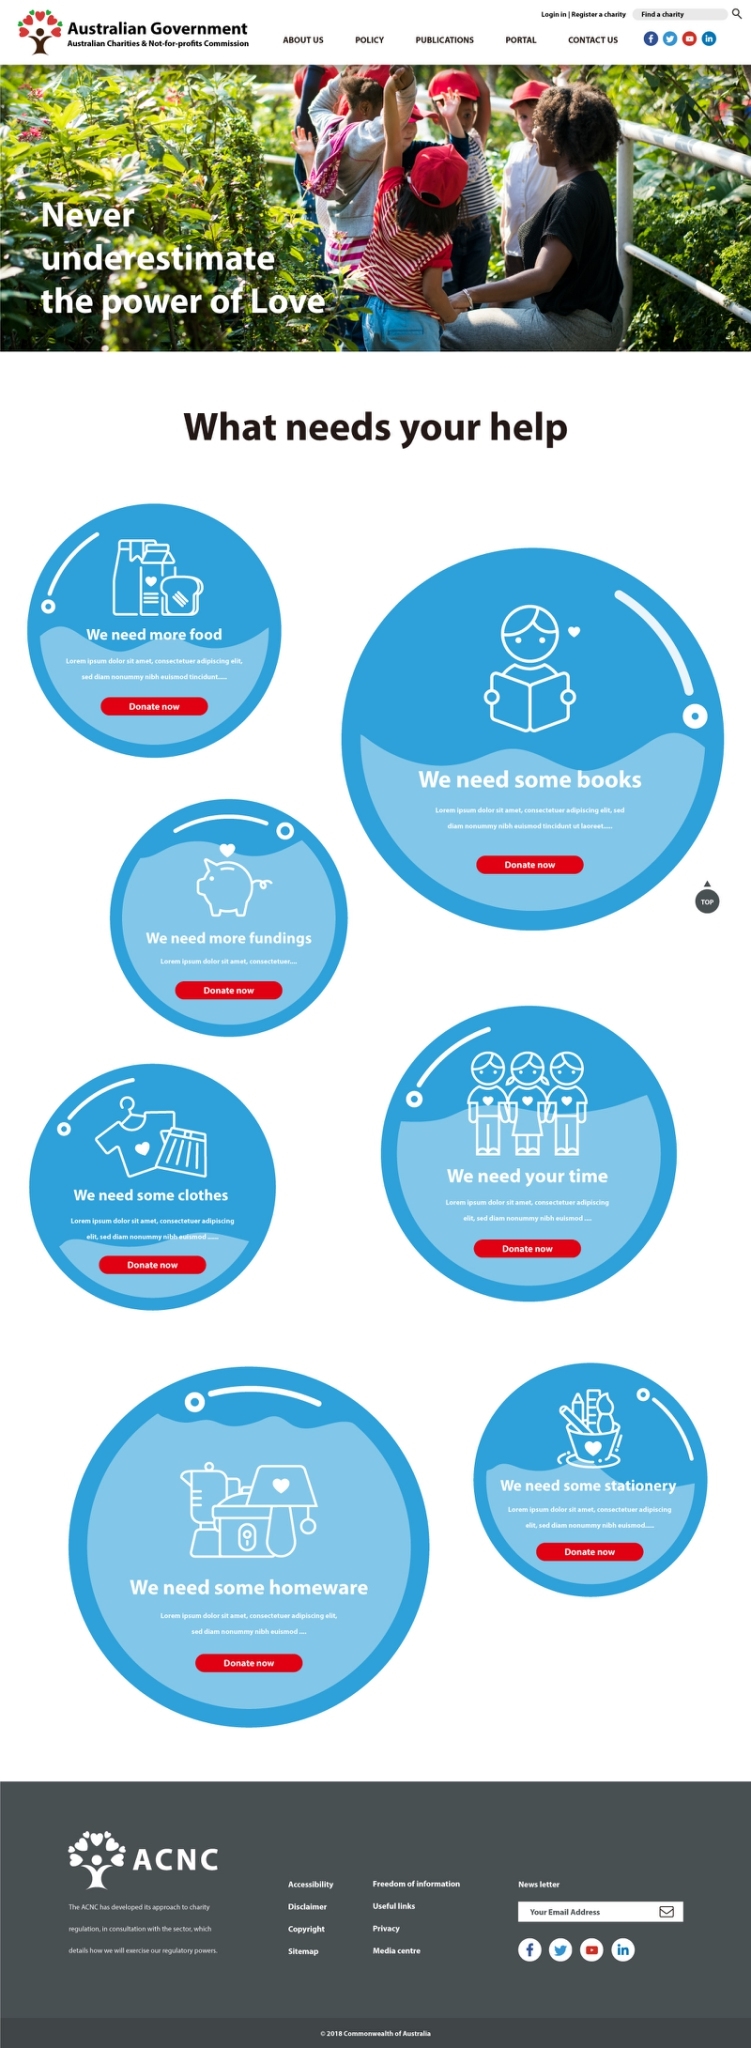 Australian Government
Australian Charities & Not-for-profits Commission
Login in | Register a charity
Find a charity
ABOUT US
POLICY
PUBLICATIONS
PORTAL
CONTACT US
Never
underestimate
the power of Love
What needs your help
We need more food
Lorem ipsum dolor sit amet, consectetuer adipiscing elit,
sed diam nonummy nibh euismod tincidunt.....
Donate now
We need some books
Lorem ipsum dolor sit amet, consectetuer adipiscing elit, sed
diam nonummy nibh euismod tincidunt ut laoreet.....
Donate now
TOP
We need more fundings
Lorem ipsum dolor sit amet, consectetuer....
Donate now
We need your time
Lorem ipsum dolor sit amet, consectetuer adipiscing
elit, sed diam nonummy nibh euismod ....
Donate now
We need some clothes
Lorem ipsum dolor sit amet, consectetuer adipiscing
elit, sed diam nonummy nibh euismod ......
Donate now
We need some homeware
Lorem ipsum dolor sit amet, consectetuer adipiscing elit,
sed diam nonummy nibh euismod ....
Donate now
We need some stationery
Lorem ipsum dolor sit amet, consectetuer adipiscing
elit, sed diam nonummy nibh euismod.....
Donate now
ACNC
The ACNC has developed its approach to charity
regulation, in consultation with the sector, which
details how we will exercise our regulatory powers.
Accessibility
Disclaimer
Copyright
Sitemap
Freedom of information
Useful links
Privacy
Media centre
News letter
Your Email Address
© 2018 Commonwealth of Australia